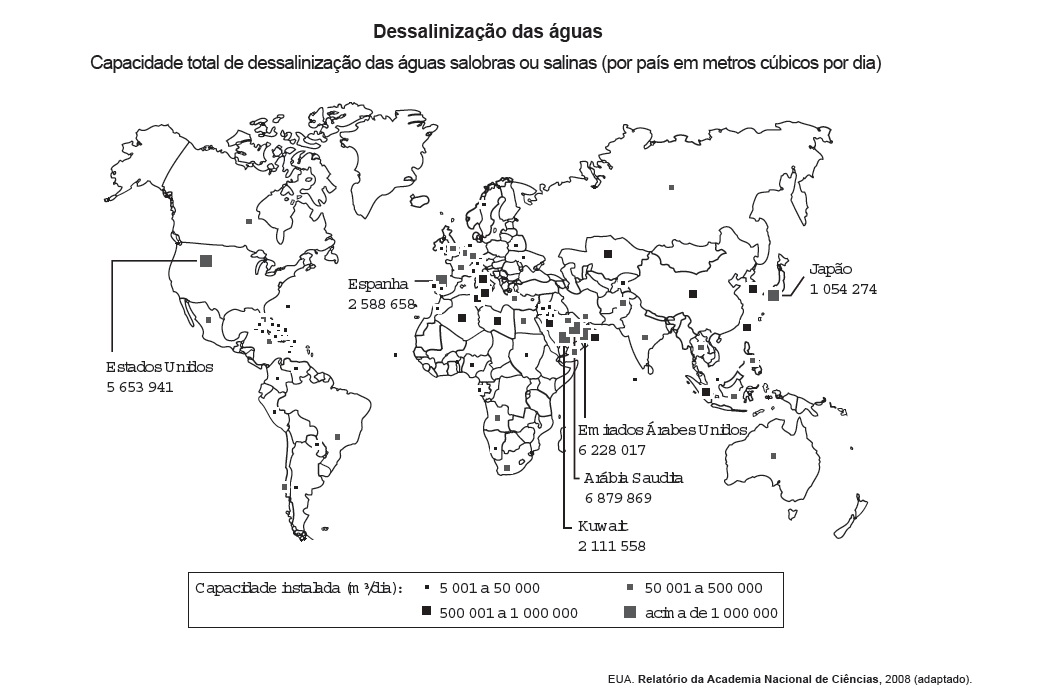 Dessalinização das águas
Capacidade total de dessalinização das águas salobras ou salinas (por país em metros cúbicos por dia)
Japão
1 054 274
Espanha
2 588 658
Estados Unidos
5 653 941
Emirados Árabes Unidos
6 228 017
Arábia Saudita
6 879 869
Kuwait
2 111 558
Capacidade instalada (m³/dia):
5 001 a 50 000
50 001 a 500 000
500 001 a 1 000 000
acima de 1 000 000
EUA. Relatório da Academia Nacional de Ciências, 2008 (adaptado).